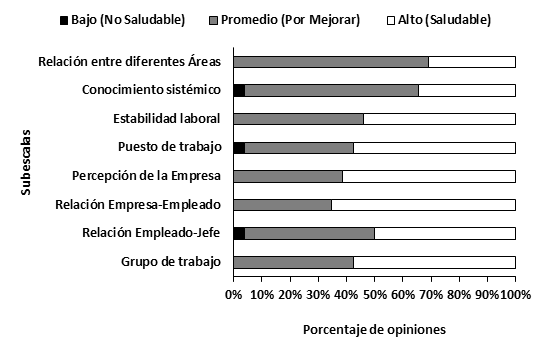 Bajo (No Saludable) Promedio (Por Mejorar) Alto (Saludable)
Relación entre diferentes Áreas
Conocimiento sistémico
Estabilidad laboral
Puesto de trabajo
Percepción de la Empresa
Relación Empresa-Empleado
Relación Empleado-Jefe
Grupo de trabajo
Subescalas
0% 10% 20% 30% 40% 50% 60% 70% 80% 90% 100%
Porcentaje de opiniones